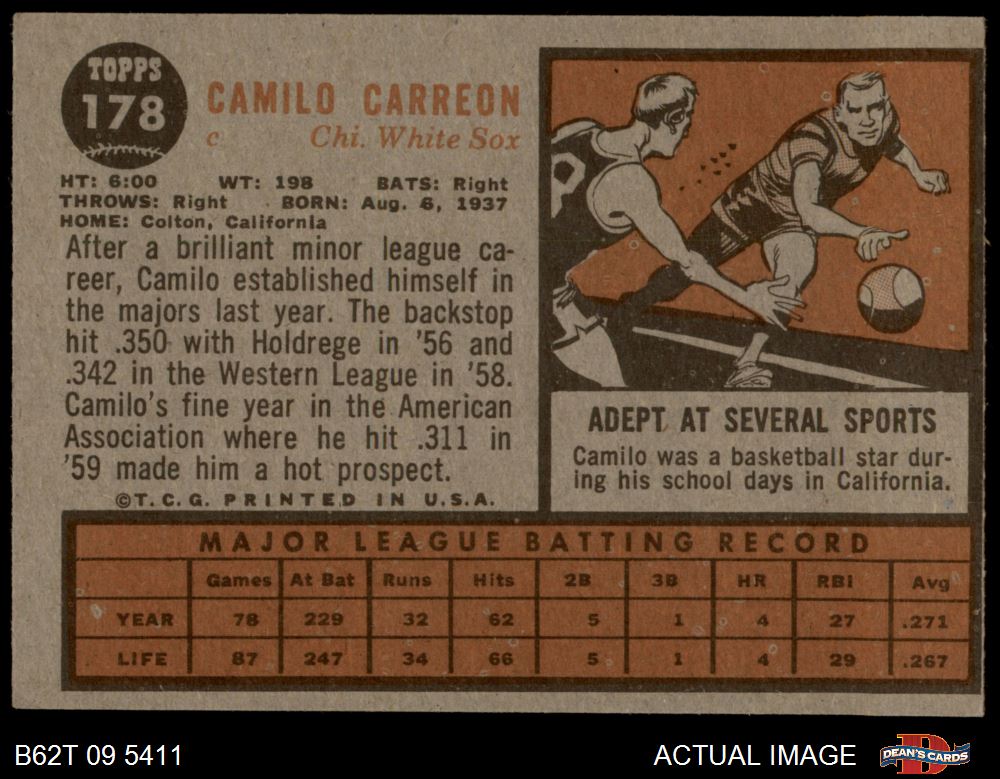 TOPPS
178
CAMILO CARREON
c Chi. White Sox
HT: 6:00 WT: 198 BATS: Right
THROWS: Right BORN: Aug. 6, 1937
HOME: Colton, California
After a brilliant minor league ca-
reer, Camilo established himself in
the majors last year. The backstop
hit .350 with Holdrege in '56 and
.342 in the Western League in '58.
Camilo's fine year in the American
Association where he hit .311 in
'59 made him a hot prospect.
©T.C.G. PRINTED IN U.S.A.
ADEPT AT SEVERAL SPORTS
Camilo was a basketball star dur-
ing his school days in California.
MAJOR LEAGUE BATTING RECORD
Games At Bat Runs Hits 2B 3B HR RBI Avg
YEAR 78 229 32 62 5 1 4 27 .271
LIFE 87 247 34 66 5 1 4 29 .267
B62T 09 5411
ACTUAL IMAGE
DEAN'S CARDS